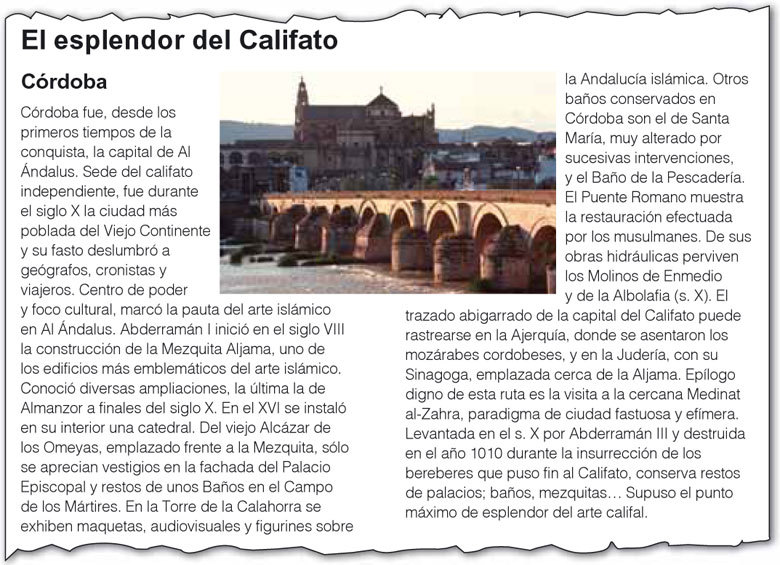 El esplendor del Califato
Córdoba
Córdoba fue, desde los
primeros tiempos de la
conquista, la capital de Al
Ándalus. Sede del califato
independiente, fue durante
el siglo X la ciudad más
poblada del Viejo Continente
y su fasto deslumbró a
geógrafos, cronistas y
viajeros. Centro de poder
y foco cultural, marcó la pauta del arte islámico
en Al Ándalus. Abderramán I inició en el siglo VIII
la construcción de la Mezquita Aljama, uno de
los edificios más emblemáticos del arte islámico.
Conoció diversas ampliaciones, la última la de
Almanzor a finales del siglo X. En el XVI se instaló
en su interior una catedral. Del viejo Alcázar de
los Omeyas, emplazado frente a la Mezquita, sólo
se aprecian vestigios en la fachada del Palacio
Episcopal y restos de unos Baños en el Campo
de los Mártires. En la Torre de la Calahorra se
exhiben maquetas, audiovisuales y figurines sobre
la Andalucía islámica. Otros
baños conservados en
Córdoba son el de Santa
María, muy alterado por
sucesivas intervenciones,
y el Baño de la Pescadería.
El Puente Romano muestra
la restauración efectuada
por los musulmanes. De sus
obras hidráulicas perviven
los Molinos de Enmedio
y de la Albolafia (s. X). El
trazado abigarrado de la capital del Califato puede
rastrearse en la Ajerquía, donde se asentaron los
mozárabes cordobeses, y en la Judería, con su
Sinagoga, emplazada cerca de la Aljama. Epílogo
digno de esta ruta es la visita a la cercana Medinat
al-Zahra, paradigma de ciudad fastuosa y efímera.
Levantada en el s. X por Abderramán III y destruida
en el año 1010 durante la insurrección de los
bereberes que puso fin al Califato, conserva restos
de palacios; baños, mezquitas… Supuso el punto
máximo de esplendor del arte califal.